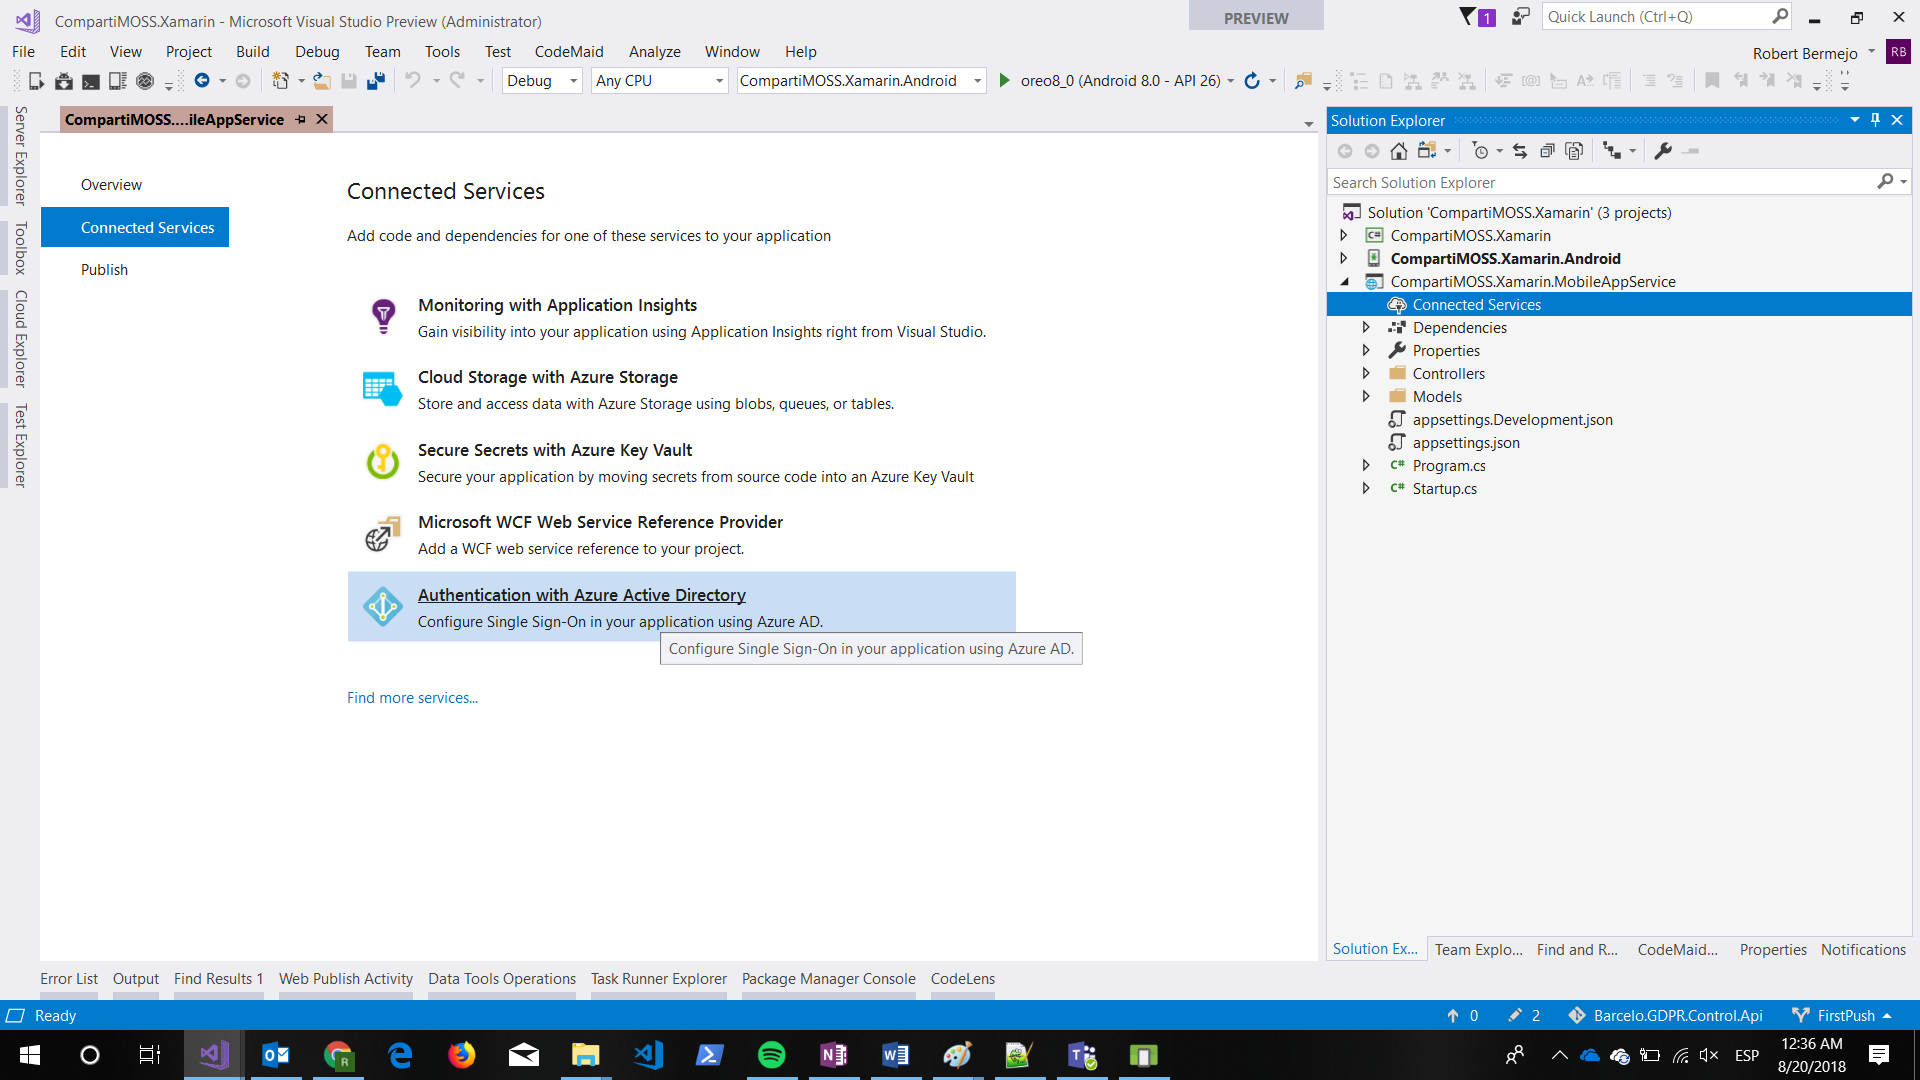 CompartiMOSS.Xamarin - Microsoft Visual Studio Preview (Administrator)
PREVIEW
1
Quick Launch (Ctrl+Q)
File Edit View Project Build Debug Team Tools Test CodeMaid Analyze Window Help
Robert Bermejo
RB
Debug
Any CPU
CompartiMOSS.Xamarin.Android
oreo8_0 (Android 8.0 - API 26)
Server Explorer
Toolbox
Cloud Explorer
Test Explorer
CompartiMOSS....ileAppService
Overview
Connected Services
Publish
Connected Services
Add code and dependencies for one of these services to your application
Monitoring with Application Insights
Gain visibility into your application using Application Insights right from Visual Studio.
Cloud Storage with Azure Storage
Store and access data with Azure Storage using blobs, queues, or tables.
Secure Secrets with Azure Key Vault
Secure your application by moving secrets from source code into an Azure Key Vault
Microsoft WCF Web Service Reference Provider
Add a WCF web service reference to your project.
Authentication with Azure Active Directory
Configure Single Sign-On in your application using Azure AD.
Configure Single Sign-On in your application using Azure AD.
Find more services...
Solution Explorer
Search Solution Explorer
Solution 'CompartiMOSS.Xamarin' (3 projects)
C# CompartiMOSS.Xamarin
CompartiMOSS.Xamarin.Android
CompartiMOSS.Xamarin.MobileAppService
Connected Services
Dependencies
Properties
Controllers
Models
appsettings.Development.json
appsettings.json
C# Program.cs
C# Startup.cs
Solution Ex... Team Explo... Find and R... CodeMaid... Properties Notifications
Error List Output Find Results 1 Web Publish Activity Data Tools Operations Task Runner Explorer Package Manager Console CodeLens
Ready
0 2 Barcelo.GDPR.Control.Api FirstPush
ESP
12:36 AM
8/20/2018